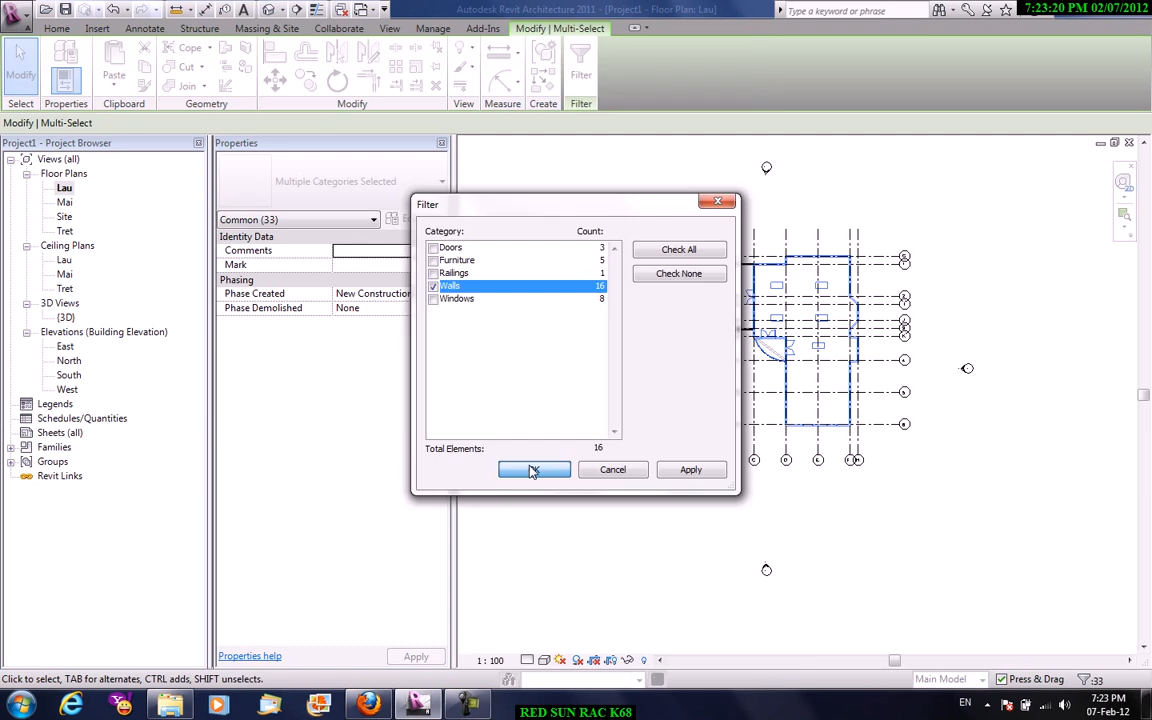 Autodesk Revit Architecture 2011 - [Project1 - Floor Plan: Lau]
Type a keyword or phrase
7:23:20 PM 02/07/2012
Home Insert Annotate Structure Massing & Site Collaborate View Manage Add-Ins Modify | Multi-Select
Modify
Paste
Cope
Cut
Join
Filter
Select Properties Clipboard Geometry Modify View Measure Create Filter
Modify | Multi-Select
Project1 - Project Browser
Views (all)
Floor Plans
Lau
Mai
Site
Tret
Ceiling Plans
Lau
Mai
Tret
3D Views
{3D}
Elevations (Building Elevation)
East
North
South
West
Legends
Schedules/Quantities
Sheets (all)
Families
Groups
Revit Links
Properties
Multiple Categories Selected
Common (33)
Identity Data
Comments
Mark
Phasing
Phase Created New Construction
Phase Demolished None
Properties help
Apply
Filter
Category: Count:
Doors 3
Furniture 5
Railings 1
Walls 16
Windows 8
Check All
Check None
Total Elements: 16
Cancel
Apply
2D
1 : 100
Click to select, TAB for alternates, CTRL adds, SHIFT unselects.
Main Model
Press & Drag
:33
EN
7:23 PM
07-Feb-12
RED SUN RAC K68